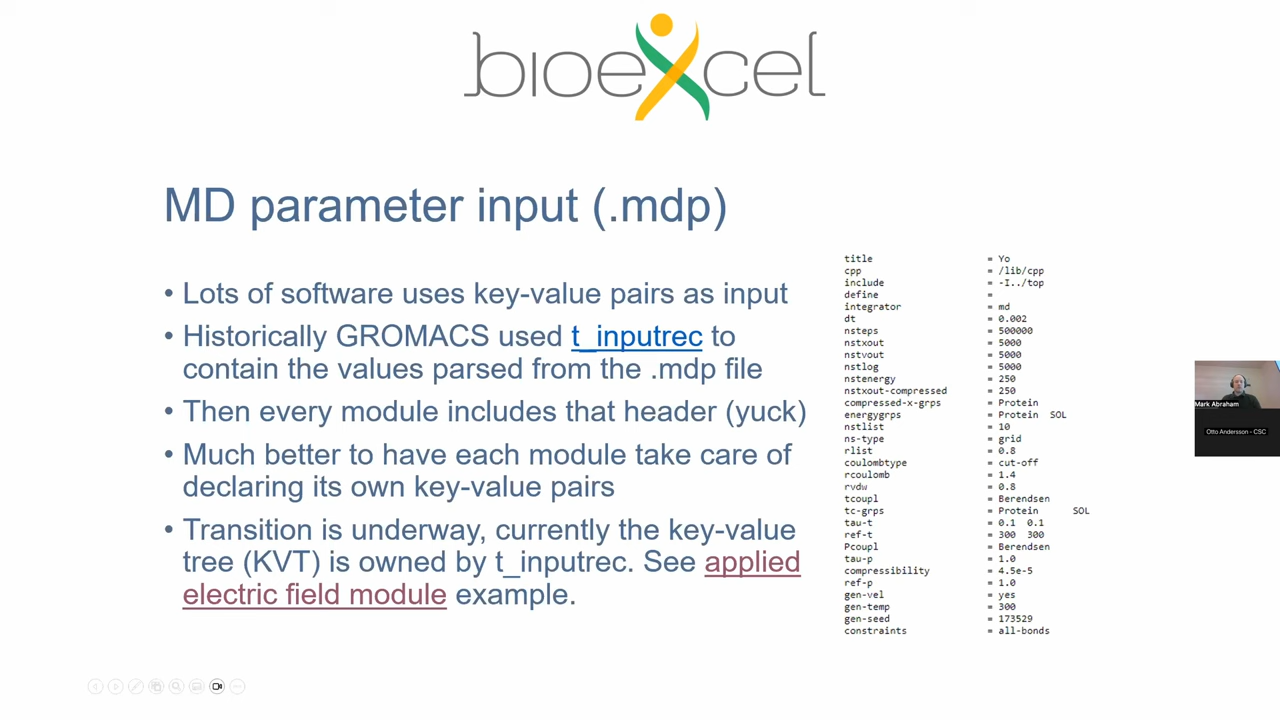 bioexcel
MD parameter input (.mdp)
• Lots of software uses key-value pairs as input
• Historically GROMACS used t_inputrec to
contain the values parsed from the .mdp file
• Then every module includes that header (yuck)
• Much better to have each module take care of
declaring its own key-value pairs
• Transition is underway, currently the key-value
tree (KVT) is owned by t_inputrec. See applied
electric field module example.
title = Yo
cpp = /lib/cpp
include = -I../top
define =
integrator = md
dt = 0.002
nsteps = 500000
nstxout = 5000
nstvout = 5000
nstlog = 5000
nstenergy = 250
nstxout-compressed = 250
compressed-x-grps = Protein
energygrps = Protein SOL
nstlist = 10
ns-type = grid
rlist = 0.8
coulombtype = cut-off
rcoulomb = 1.4
rvdw = 0.8
tcoupl = Berendsen
tc-grps = Protein SOL
tau-t = 0.1 0.1
ref-t = 300 300
Pcoupl = Berendsen
tau-p = 1.0
compressibility = 4.5e-5
ref-p = 1.0
gen-vel = yes
gen-temp = 300
gen-seed = 173529
constraints = all-bonds
Mark Abraham
Otto Andersson - CSC